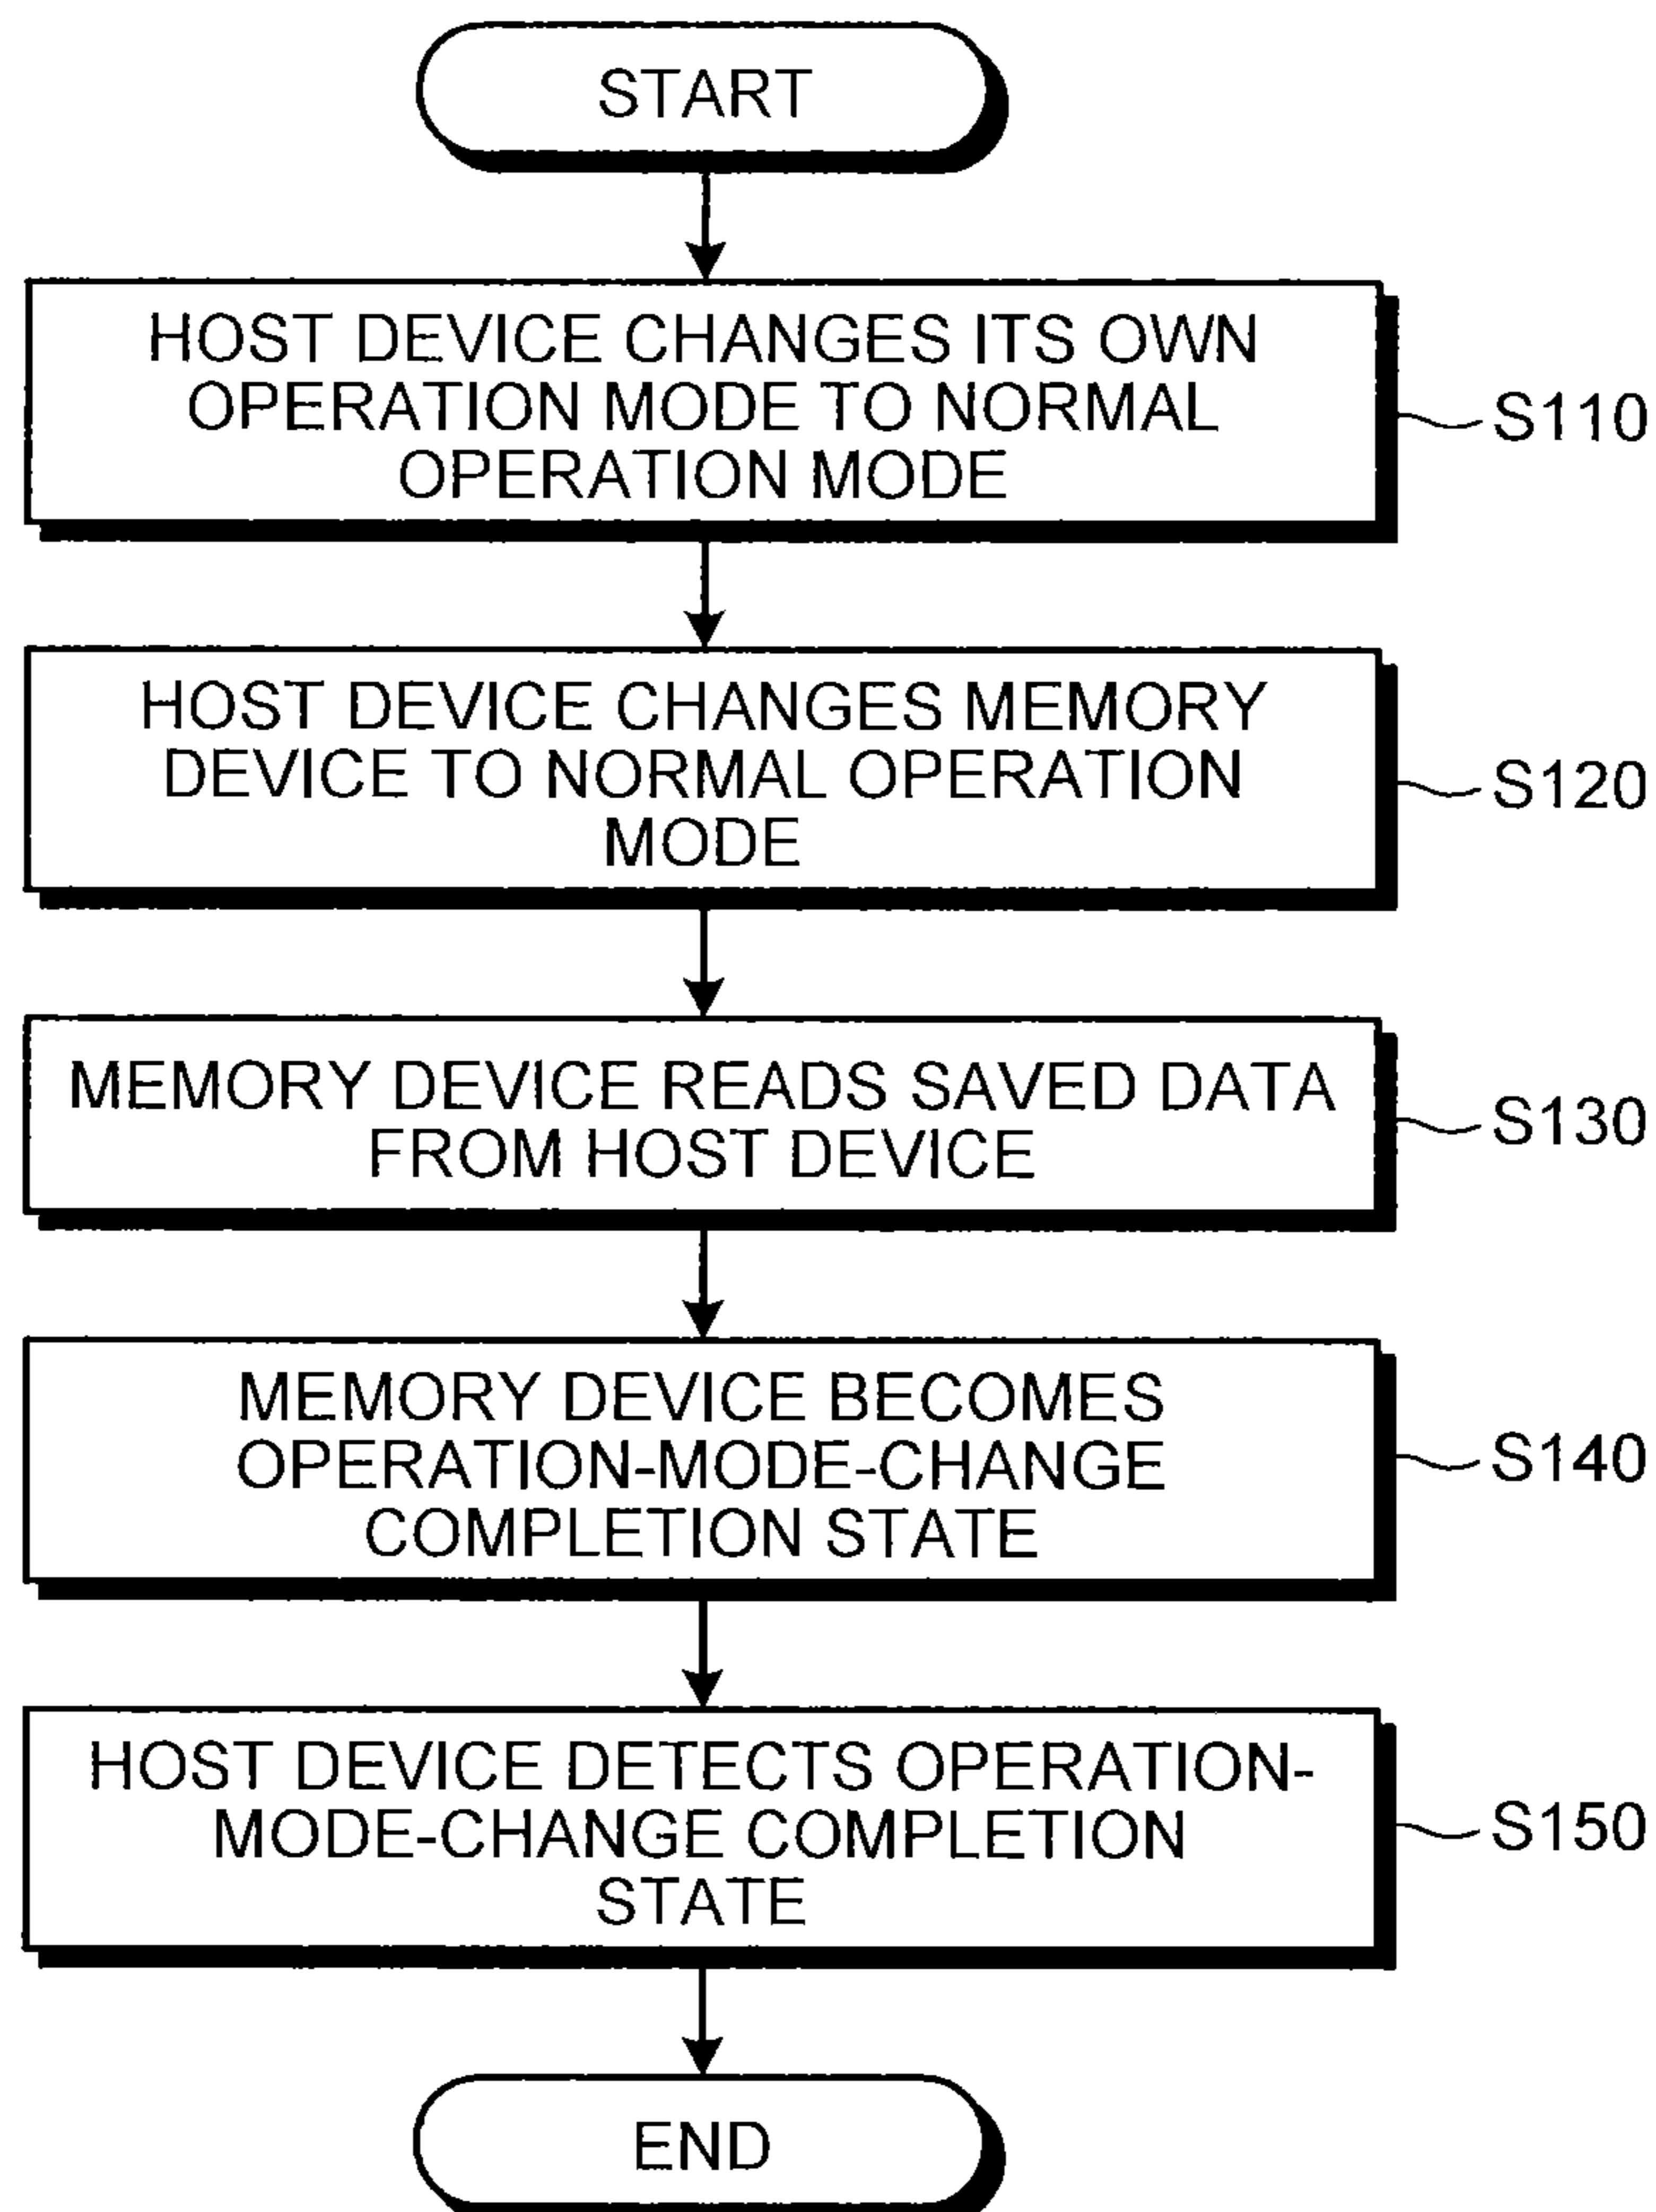 START
HOST DEVICE CHANGES ITS OWN
OPERATION MODE TO NORMAL
OPERATION MODE
S110
HOST DEVICE CHANGES MEMORY
DEVICE TO NORMAL OPERATION
MODE
S120
MEMORY DEVICE READS SAVED DATA
FROM HOST DEVICE
S130
MEMORY DEVICE BECOMES
OPERATION-MODE-CHANGE
COMPLETION STATE
S140
HOST DEVICE DETECTS OPERATION-
MODE-CHANGE COMPLETION
STATE
S150
END